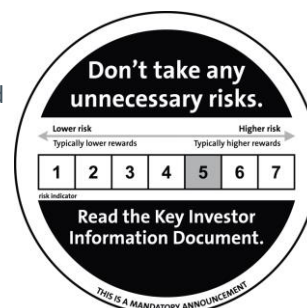 Don't take any
unnecessary risks.
Lower risk Higher risk
Typically lower rewards Typically higher rewards
1 2 3 4 5 6 7
risk indicator
Read the Key Investor
Information Document.
THIS IS A MANDATORY ANNOUNCEMENT